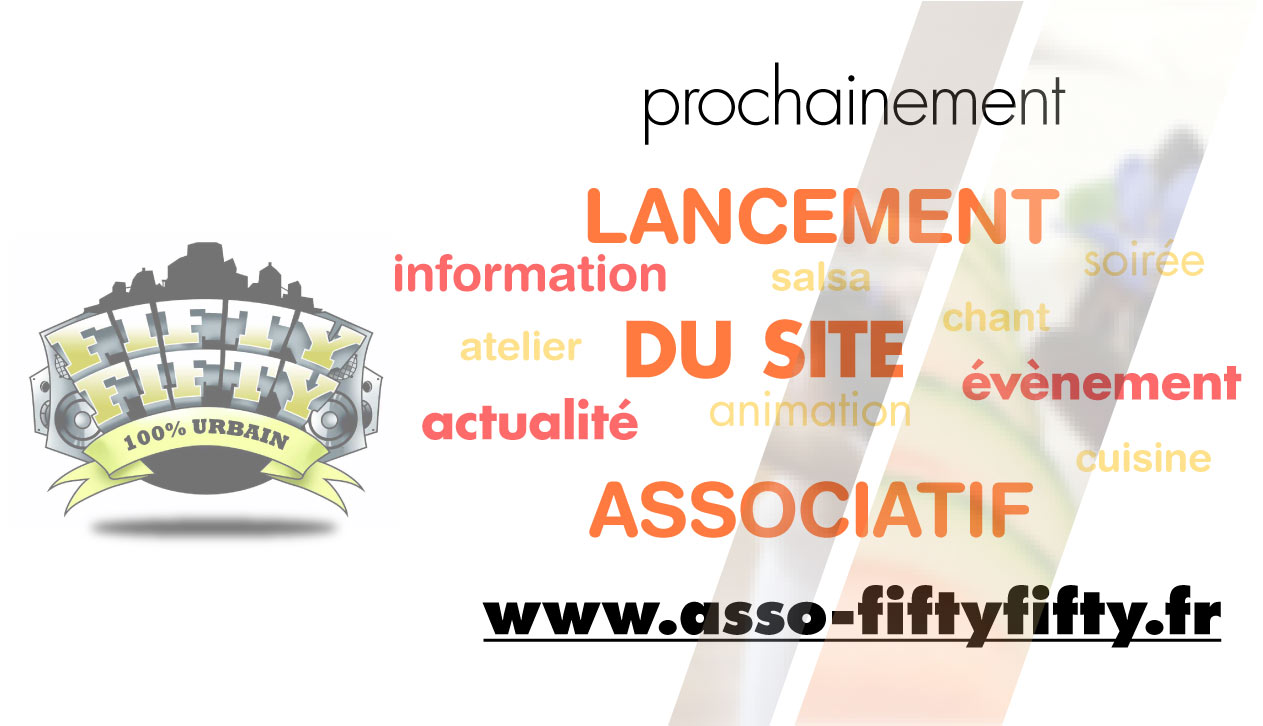 prochainement
LANCEMENT
information
salsa
soirée
chant
atelier
DU SITE
évènement
actualité
animation
cuisine
ASSOCIATIF
www.asso-fiftyfifty.fr
FIFTY
FIFTY
100% URBAIN